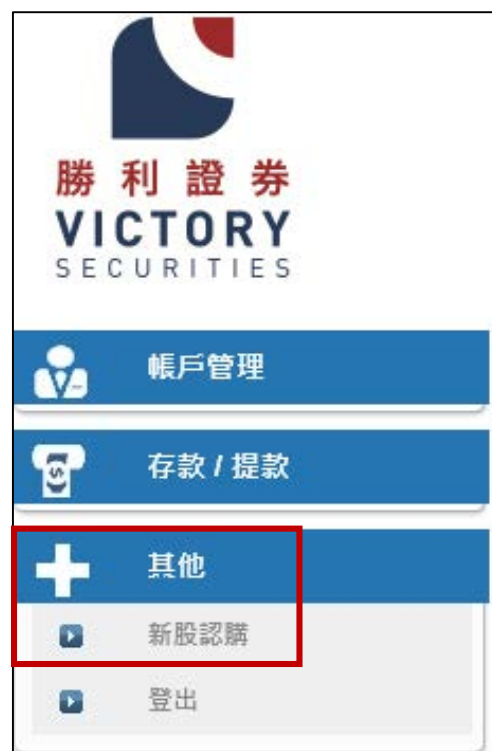 勝利證券
VICTORY
SECURITIES
帳戶管理
存款 / 提款
其他
新股認購
登出